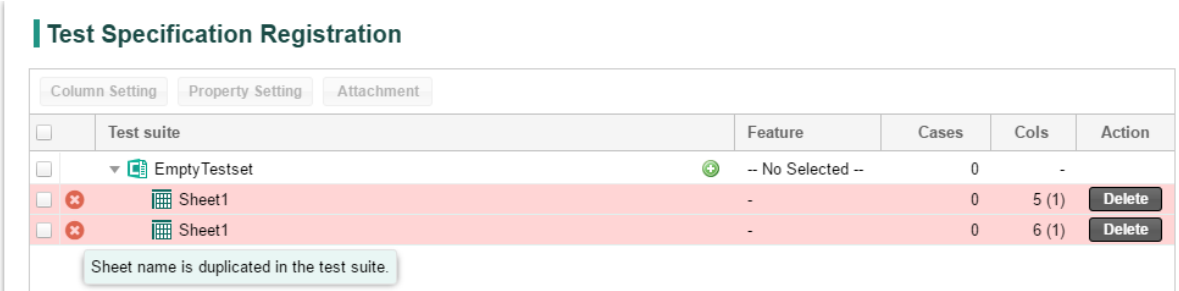 Test Specification Registration
Column Setting Property Setting Attachment
Test suite Feature Cases Cols Action
EmptyTestset -- No Selected -- 0 -
Sheet1 - 0 5 (1) Delete
Sheet1 - 0 6 (1) Delete
Sheet name is duplicated in the test suite.